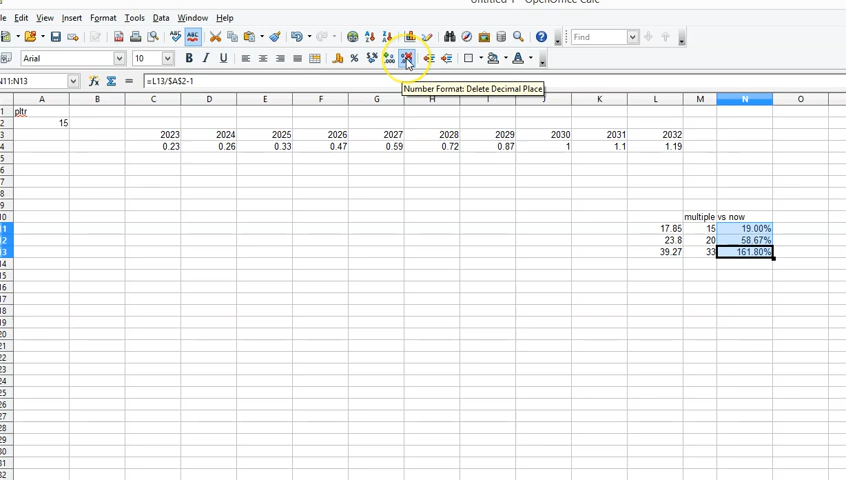 Untitled 1 - OpenOffice Calc
Edit View Insert Format Tools Data Window Help
Find
Arial 10
N11:N13 =L13/$A$2-1
Number Format: Delete Decimal Place
A B C D E F G H I J K L M N O
1 pltr
2 15
3 2023 2024 2025 2026 2027 2028 2029 2030 2031 2032
4 0.23 0.26 0.33 0.47 0.59 0.72 0.87 1 1.1 1.19
5
6
7
8
9
10 multiple vs now
11 17.85 15 19.00%
12 23.8 20 58.67%
13 39.27 33 161.80%
14
15
16
17
18
19
20
21
22
23
24
25
26
27
28
29
30
31
32